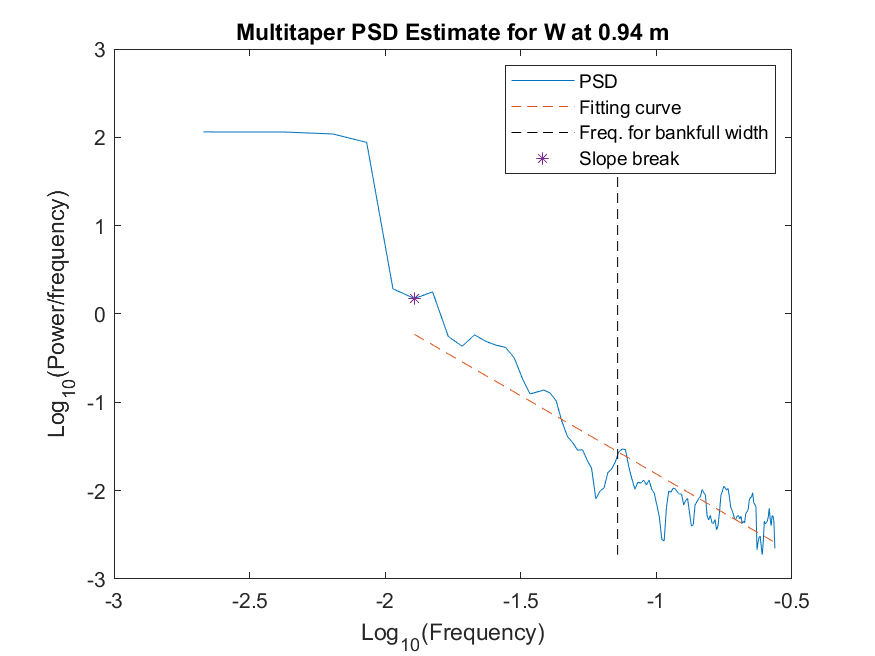 Multitaper PSD Estimate for W at 0.94 m
3
2
1
0
-1
-2
-3
Log10(Power/frequency)
PSD
Fitting curve
Freq. for bankfull width
Slope break
-3 -2.5 -2 -1.5 -1 -0.5
Log10(Frequency)